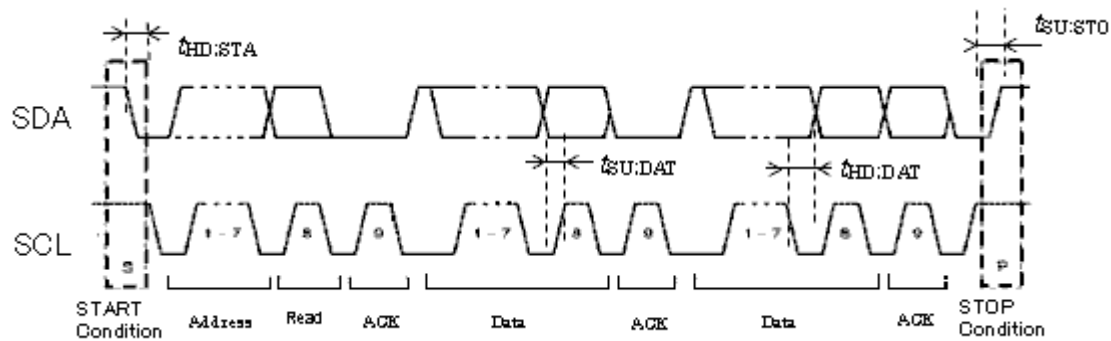 tHD:STA
tSU:STO
SDA
tSU:DAT
tHD:DAT
SCL
1-7 8 9 1-7 8 9 1-7 8 9
S P
START Condition
Address Read ACK Data ACK Data ACK
STOP Condition